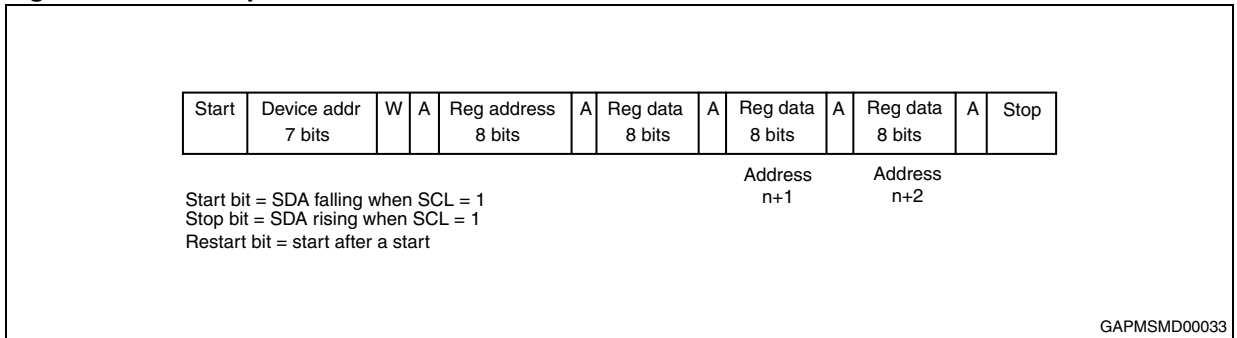 Start Device addr W A Reg address A Reg data A Reg data A Reg data A Stop
7 bits 8 bits 8 bits 8 bits 8 bits
Address Address
n+1 n+2
Start bit = SDA falling when SCL = 1
Stop bit = SDA rising when SCL = 1
Restart bit = start after a start
GAPMSMD00033